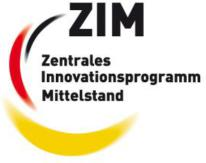 ZIM
Zentrales
Innovationsprogramm
Mittelstand